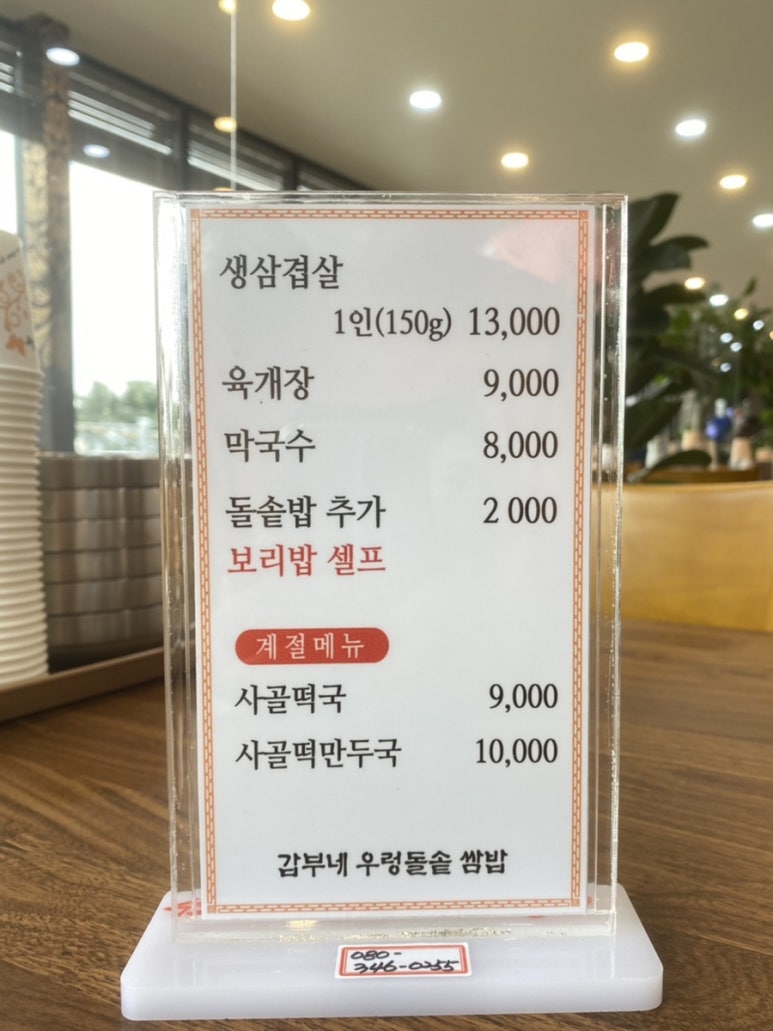 생삼겹살
1인(150g) 13,000
육개장 9,000
막국수 8,000
돌솥밥 추가 2 000
보리밥 셀프
계절메뉴
사골떡국 9,000
사골떡만두국 10,000
갑부네 우렁돌솥 쌈밥
080-
346-0255